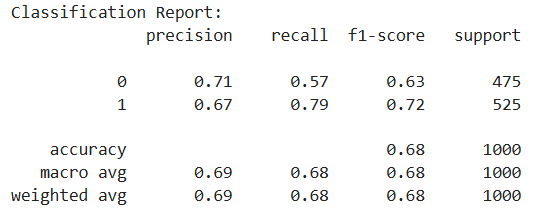 Classification Report:
precision recall f1-score support
0 0.71 0.57 0.63 475
1 0.67 0.79 0.72 525
accuracy 0.68 1000
macro avg 0.69 0.68 0.68 1000
weighted avg 0.69 0.68 0.68 1000